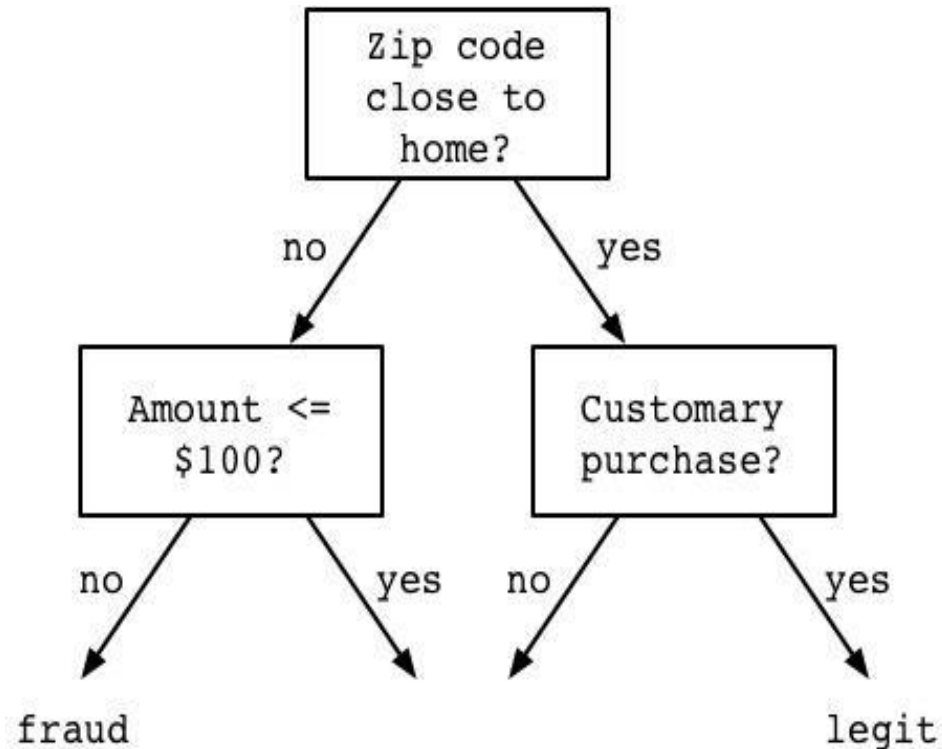 Zip code
close to
home?
no
yes
Amount <=
$100?
Customary
purchase?
no
yes
no
yes
fraud
legit